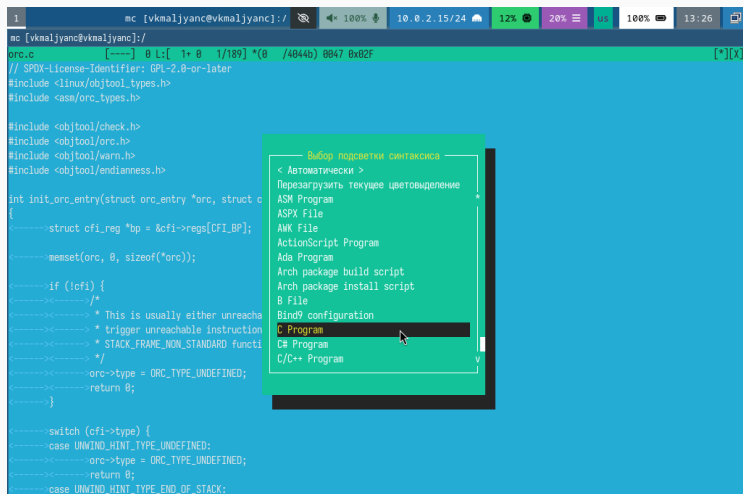 1 mc [vkmaljyanc@vkmaljyanc]:/ 100% 10.0.2.15/24 12% 20% us 100% 13:26
mc [vkmaljyanc@vkmaljyanc]:/
orc.c [----] 0 L:[ 1+ 0 1/189] *(0 /4044b) 0047 0x02F [*][X]
// SPDX-License-Identifier: GPL-2.0-or-later
#include <linux/objtool_types.h>
#include <asm/orc_types.h>
#include <objtool/check.h>
#include <objtool/orc.h>
#include <objtool/warn.h>
#include <objtool/endianness.h>
int init_orc_entry(struct orc_entry *orc, struct c
{
<------>struct cfi_reg *bp = &cfi->regs[CFI_BP];
<------>memset(orc, 0, sizeof(*orc));
<------>if (!cfi) {
<------><------>/*
<------><------> * This is usually either unreacha
<------><------> * trigger unreachable instruction
<------><------> * STACK_FRAME_NON_STANDARD functi
<------><------> */
<------><------>orc->type = ORC_TYPE_UNDEFINED;
<------><------>return 0;
<------>}
<------>switch (cfi->type) {
<------>case UNWIND_HINT_TYPE_UNDEFINED:
<------><------>orc->type = ORC_TYPE_UNDEFINED;
<------><------>return 0;
<------>case UNWIND_HINT_TYPE_END_OF_STACK:
Выбор подсветки синтаксиса
< Автоматически >
Перезагрузить текущее цветовыделение
ASM Program
ASPX File
AWK File
ActionScript Program
Ada Program
Arch package build script
Arch package install script
B File
Bind9 configuration
C Program
C# Program
C/C++ Program